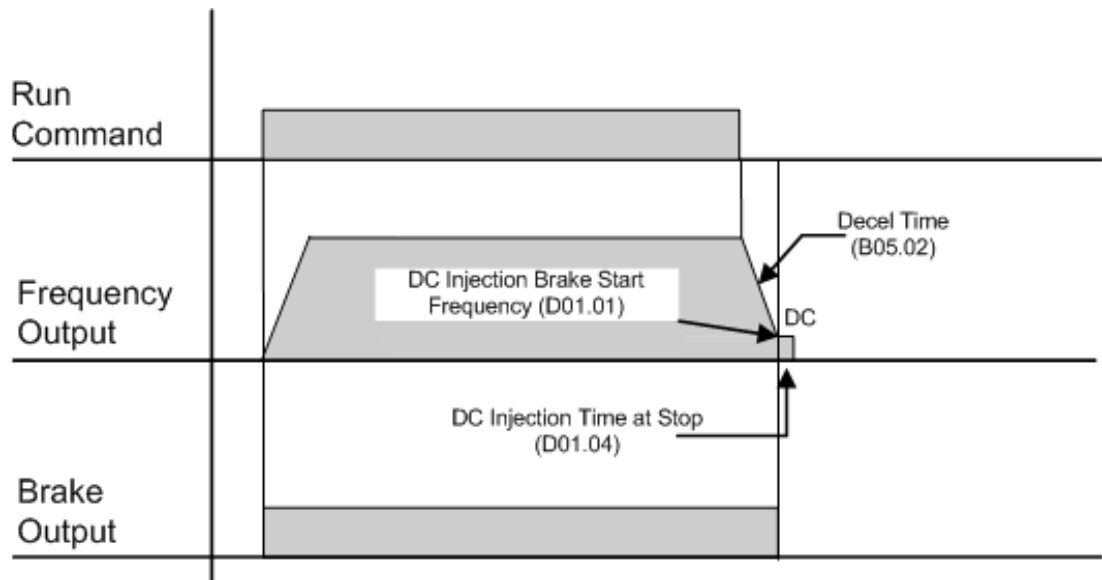 Run
Command
Decel Time
(B05.02)
DC Injection Brake Start
Frequency (D01.01)
Frequency
Output
DC
DC Injection Time at Stop
(D01.04)
Brake
Output